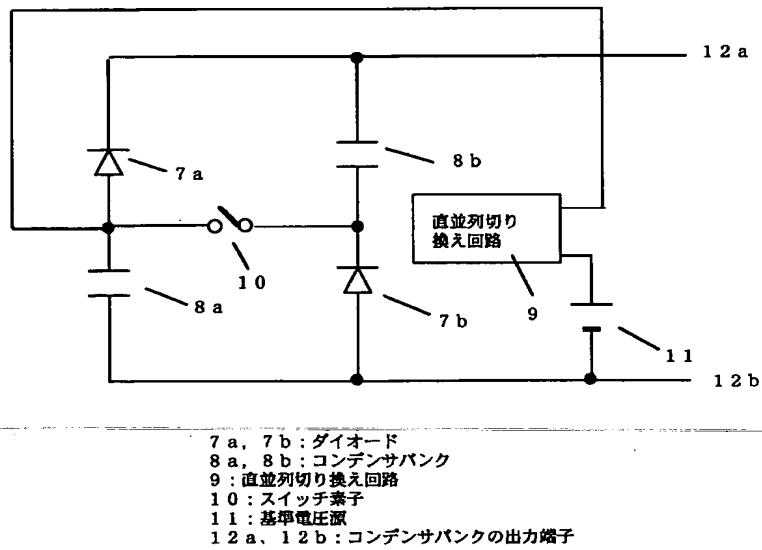 12a
7a
8b
直並列切り
換え回路
10
8a
7b
9
11
12b
7a, 7b:ダイオード
8a, 8b:コンデンサバンク
9:直並列切り換え回路
10:スイッチ素子
11:基準電圧源
12a、12b:コンデンサバンクの出力端子